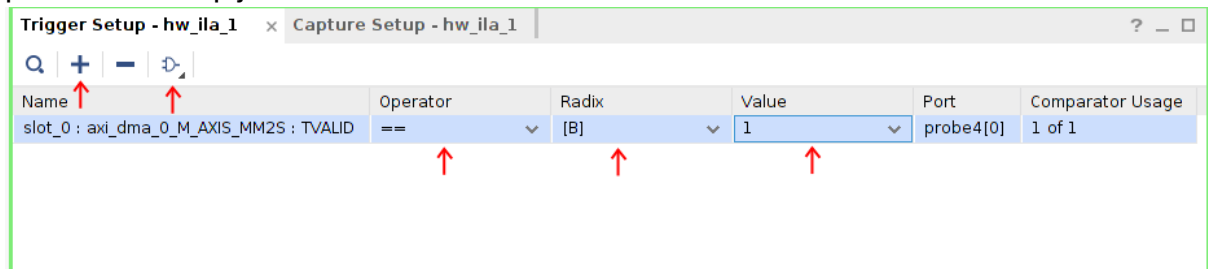 Trigger Setup - hw_ila_1 × Capture Setup - hw_ila_1 ? _ □
Name Operator Radix Value Port Comparator Usage
slot_0 : axi_dma_0_M_AXIS_MM2S : TVALID == [B] 1 probe4[0] 1 of 1